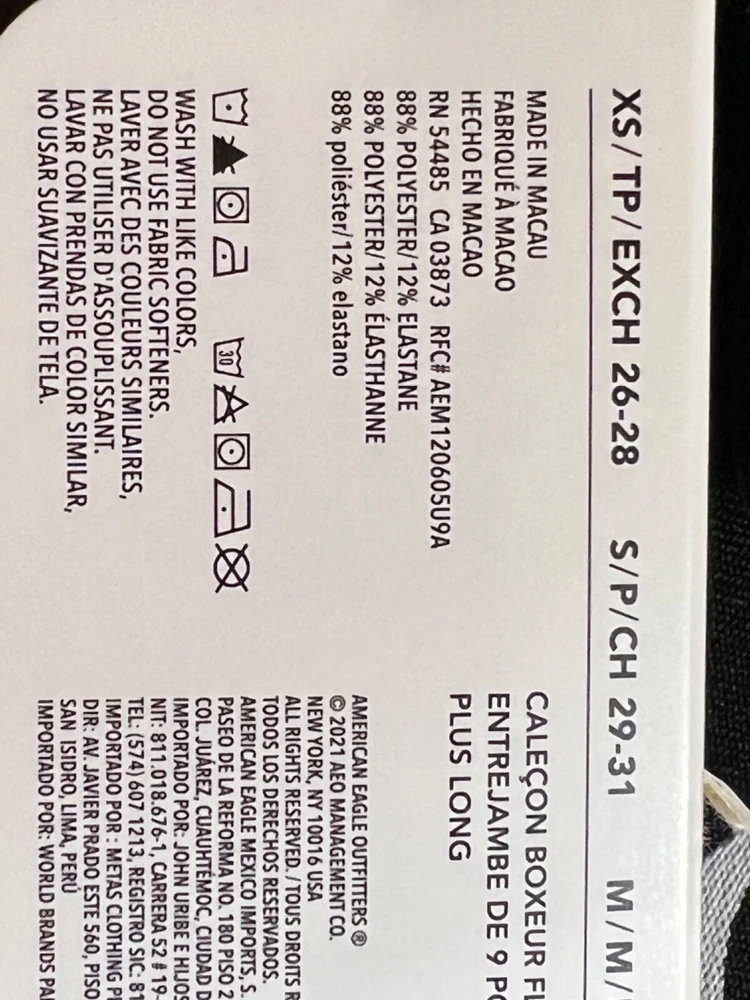 XS/TP/EXCH 26-28 S/P/CH 29-31 M/M/
MADE IN MACAU
FABRIQUÉ À MACAO
HECHO EN MACAO
RN 54485 CA 03873 RFC# AEM120605U9A
88% POLYESTER/12% ELASTANE
88% POLYESTER/12% ÉLASTHANNE
88% poliéster/12% elastano
30
WASH WITH LIKE COLORS,
DO NOT USE FABRIC SOFTENERS.
LAVER AVEC DES COULEURS SIMILAIRES,
NE PAS UTILISER D'ASSOUPLISSANT.
LAVAR CON PRENDAS DE COLOR SIMILAR,
NO USAR SUAVIZANTE DE TELA.
CALEÇON BOXEUR
ENTREJAMBE DE 9
PLUS LONG
AMERICAN EAGLE OUTFITTERS ®
© 2021 AEO MANAGEMENT CO.
NEW YORK, NY 10016 USA
ALL RIGHTS RESERVED. / TOUS DROITS
TODOS LOS DERECHOS RESERVADOS.
AMERICAN EAGLE MEXICO IMPORTS, S.
PASEO DE LA REFORMA NO. 180 PISO 2
COL. JUÁREZ, CUAUHTÉMOC, CIUDAD
IMPORTADO POR: JOHN URIBE E HIJOS
NIT: 811.018.676-1, CARRERA 52 # 19-
TEL: (574) 607 1213, REGISTRO SIC: 81
IMPORTADO POR : METAS CLOTHING
DIR: AV. JAVIER PRADO ESTE 560, PISO
SAN ISIDRO, LIMA, PERÚ
IMPORTADO POR: WORLD BRANDS